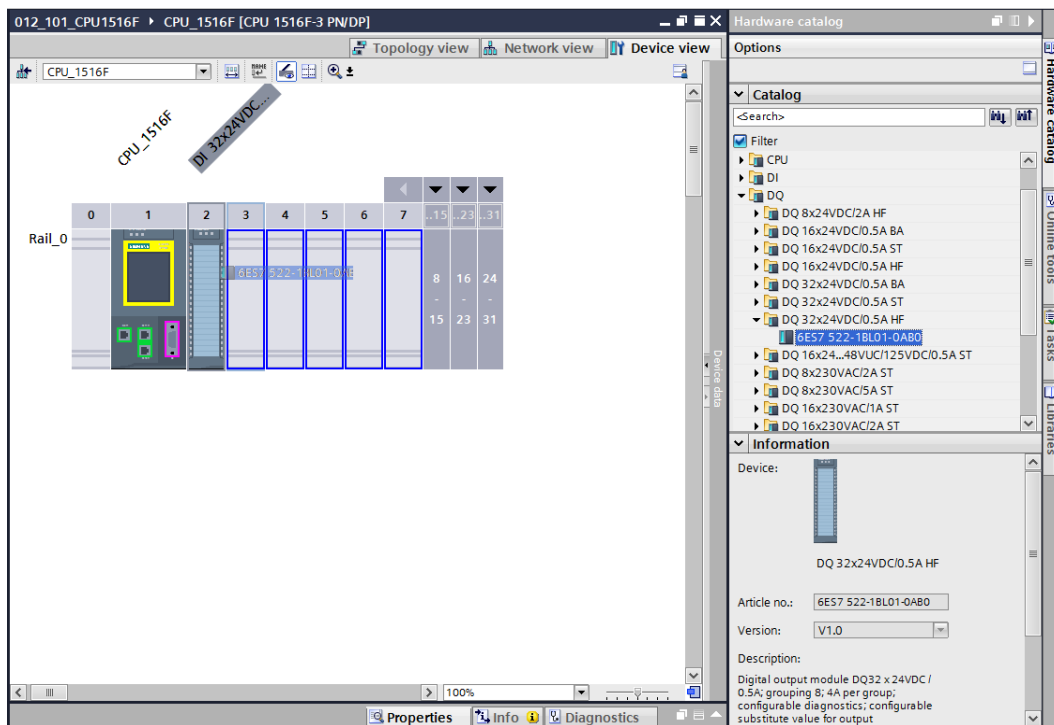 012_101_CPU1516F ▸ CPU_1516F [CPU 1516F-3 PN/DP]
Topology view
Network view
Device view
CPU_1516F
CPU_1516F
DI 32x24VDC...
0 1 2 3 4 5 6 7 ..15 ..23 ..31
Rail_0
6ES7 522-1BL01-0AB
8 16 24
- - -
15 23 31
Device data
100%
Properties
Info
Diagnostics
Hardware catalog
Options
Catalog
<Search>
Filter
CPU
DI
DQ
DQ 8x24VDC/2A HF
DQ 16x24VDC/0.5A BA
DQ 16x24VDC/0.5A ST
DQ 16x24VDC/0.5A HF
DQ 32x24VDC/0.5A BA
DQ 32x24VDC/0.5A ST
DQ 32x24VDC/0.5A HF
6ES7 522-1BL01-0AB0
DQ 16x24...48VUC/125VDC/0.5A ST
DQ 8x230VAC/2A ST
DQ 8x230VAC/5A ST
DQ 16x230VAC/1A ST
DQ 16x230VAC/2A ST
Information
Device:
DQ 32x24VDC/0.5A HF
Article no.: 6ES7 522-1BL01-0AB0
Version: V1.0
Description:
Digital output module DQ32 x 24VDC /
0.5A; grouping 8; 4A per group;
configurable diagnostics; configurable
substitute value for output
Hardware catalog
Online tools
Tasks
Libraries